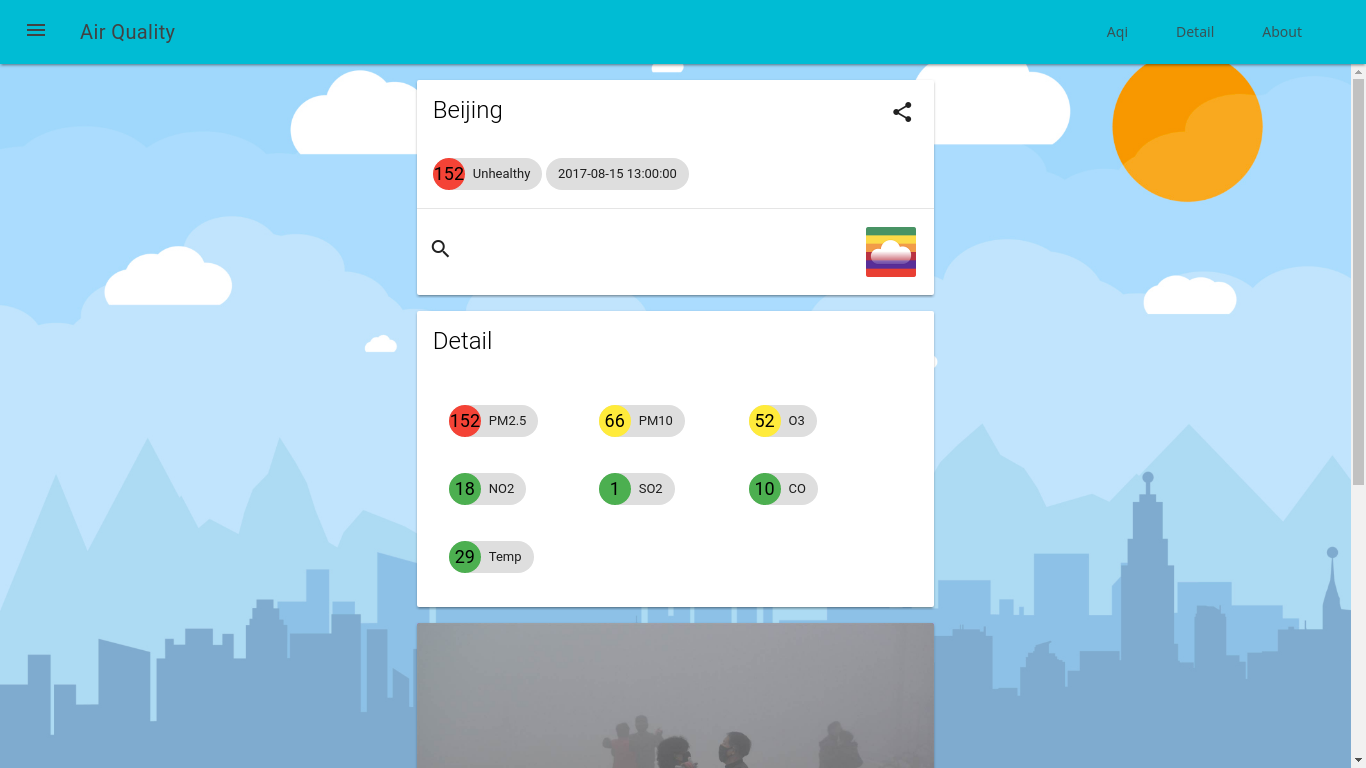 Air Quality
Aqi Detail About
Beijing
152 Unhealthy 2017-08-15 13:00:00
Detail
152 PM2.5 66 PM10 52 O3
18 NO2 1 SO2 10 CO
29 Temp